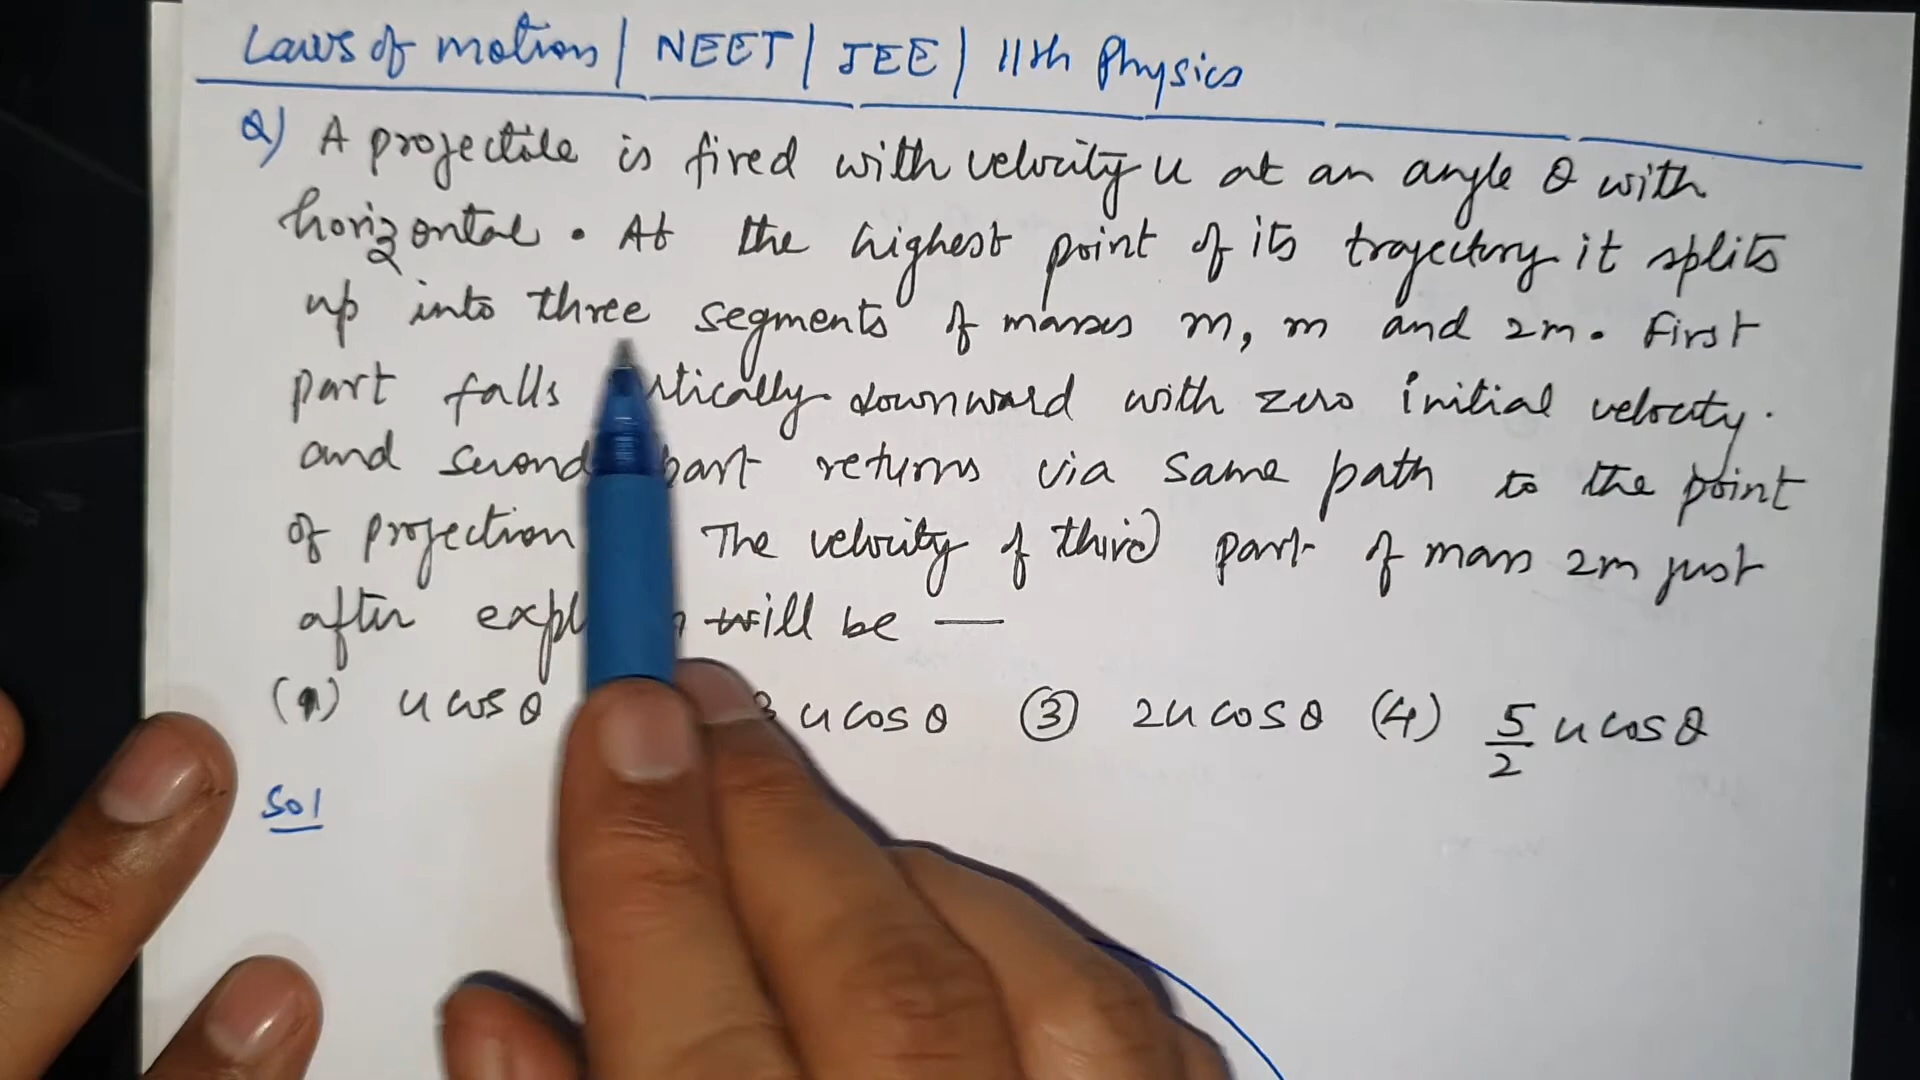 Laws of motion | NEET | JEE | 11th Physics
Q) A projectile is fired with velocity u at an angle θ with
horizontal. At the highest point of its trajectory it splits
up into three segments of masses m, m and 2m. First
part falls downward with zero initial velocity.
and second part returns via same path to the point
of projection The velocity of third part of mass 2m just
after will be —
(1) u cos θ u cos θ (3) 2u cos θ (4) 5/2 u cos θ
Sol